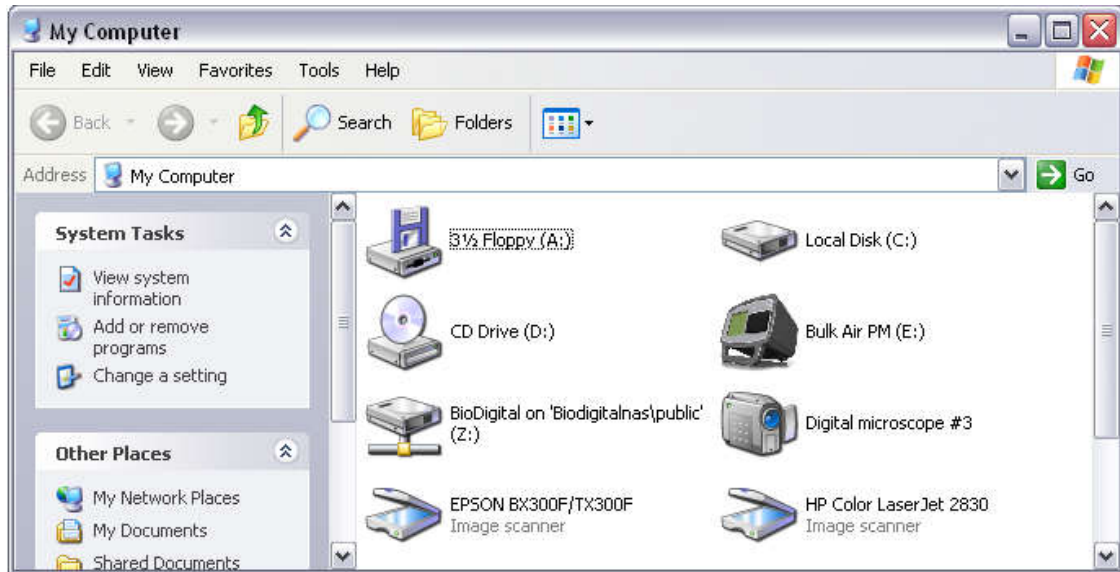 My Computer
File Edit View Favorites Tools Help
Back Search Folders
Address My Computer Go
System Tasks
View system
information
Add or remove
programs
Change a setting
Other Places
My Network Places
My Documents
Shared Documents
3½ Floppy (A:)
Local Disk (C:)
CD Drive (D:)
Bulk Air PM (E:)
BioDigital on 'Biodigitalnas\public'
(Z:)
Digital microscope #3
EPSON BX300F/TX300F
Image scanner
HP Color LaserJet 2830
Image scanner